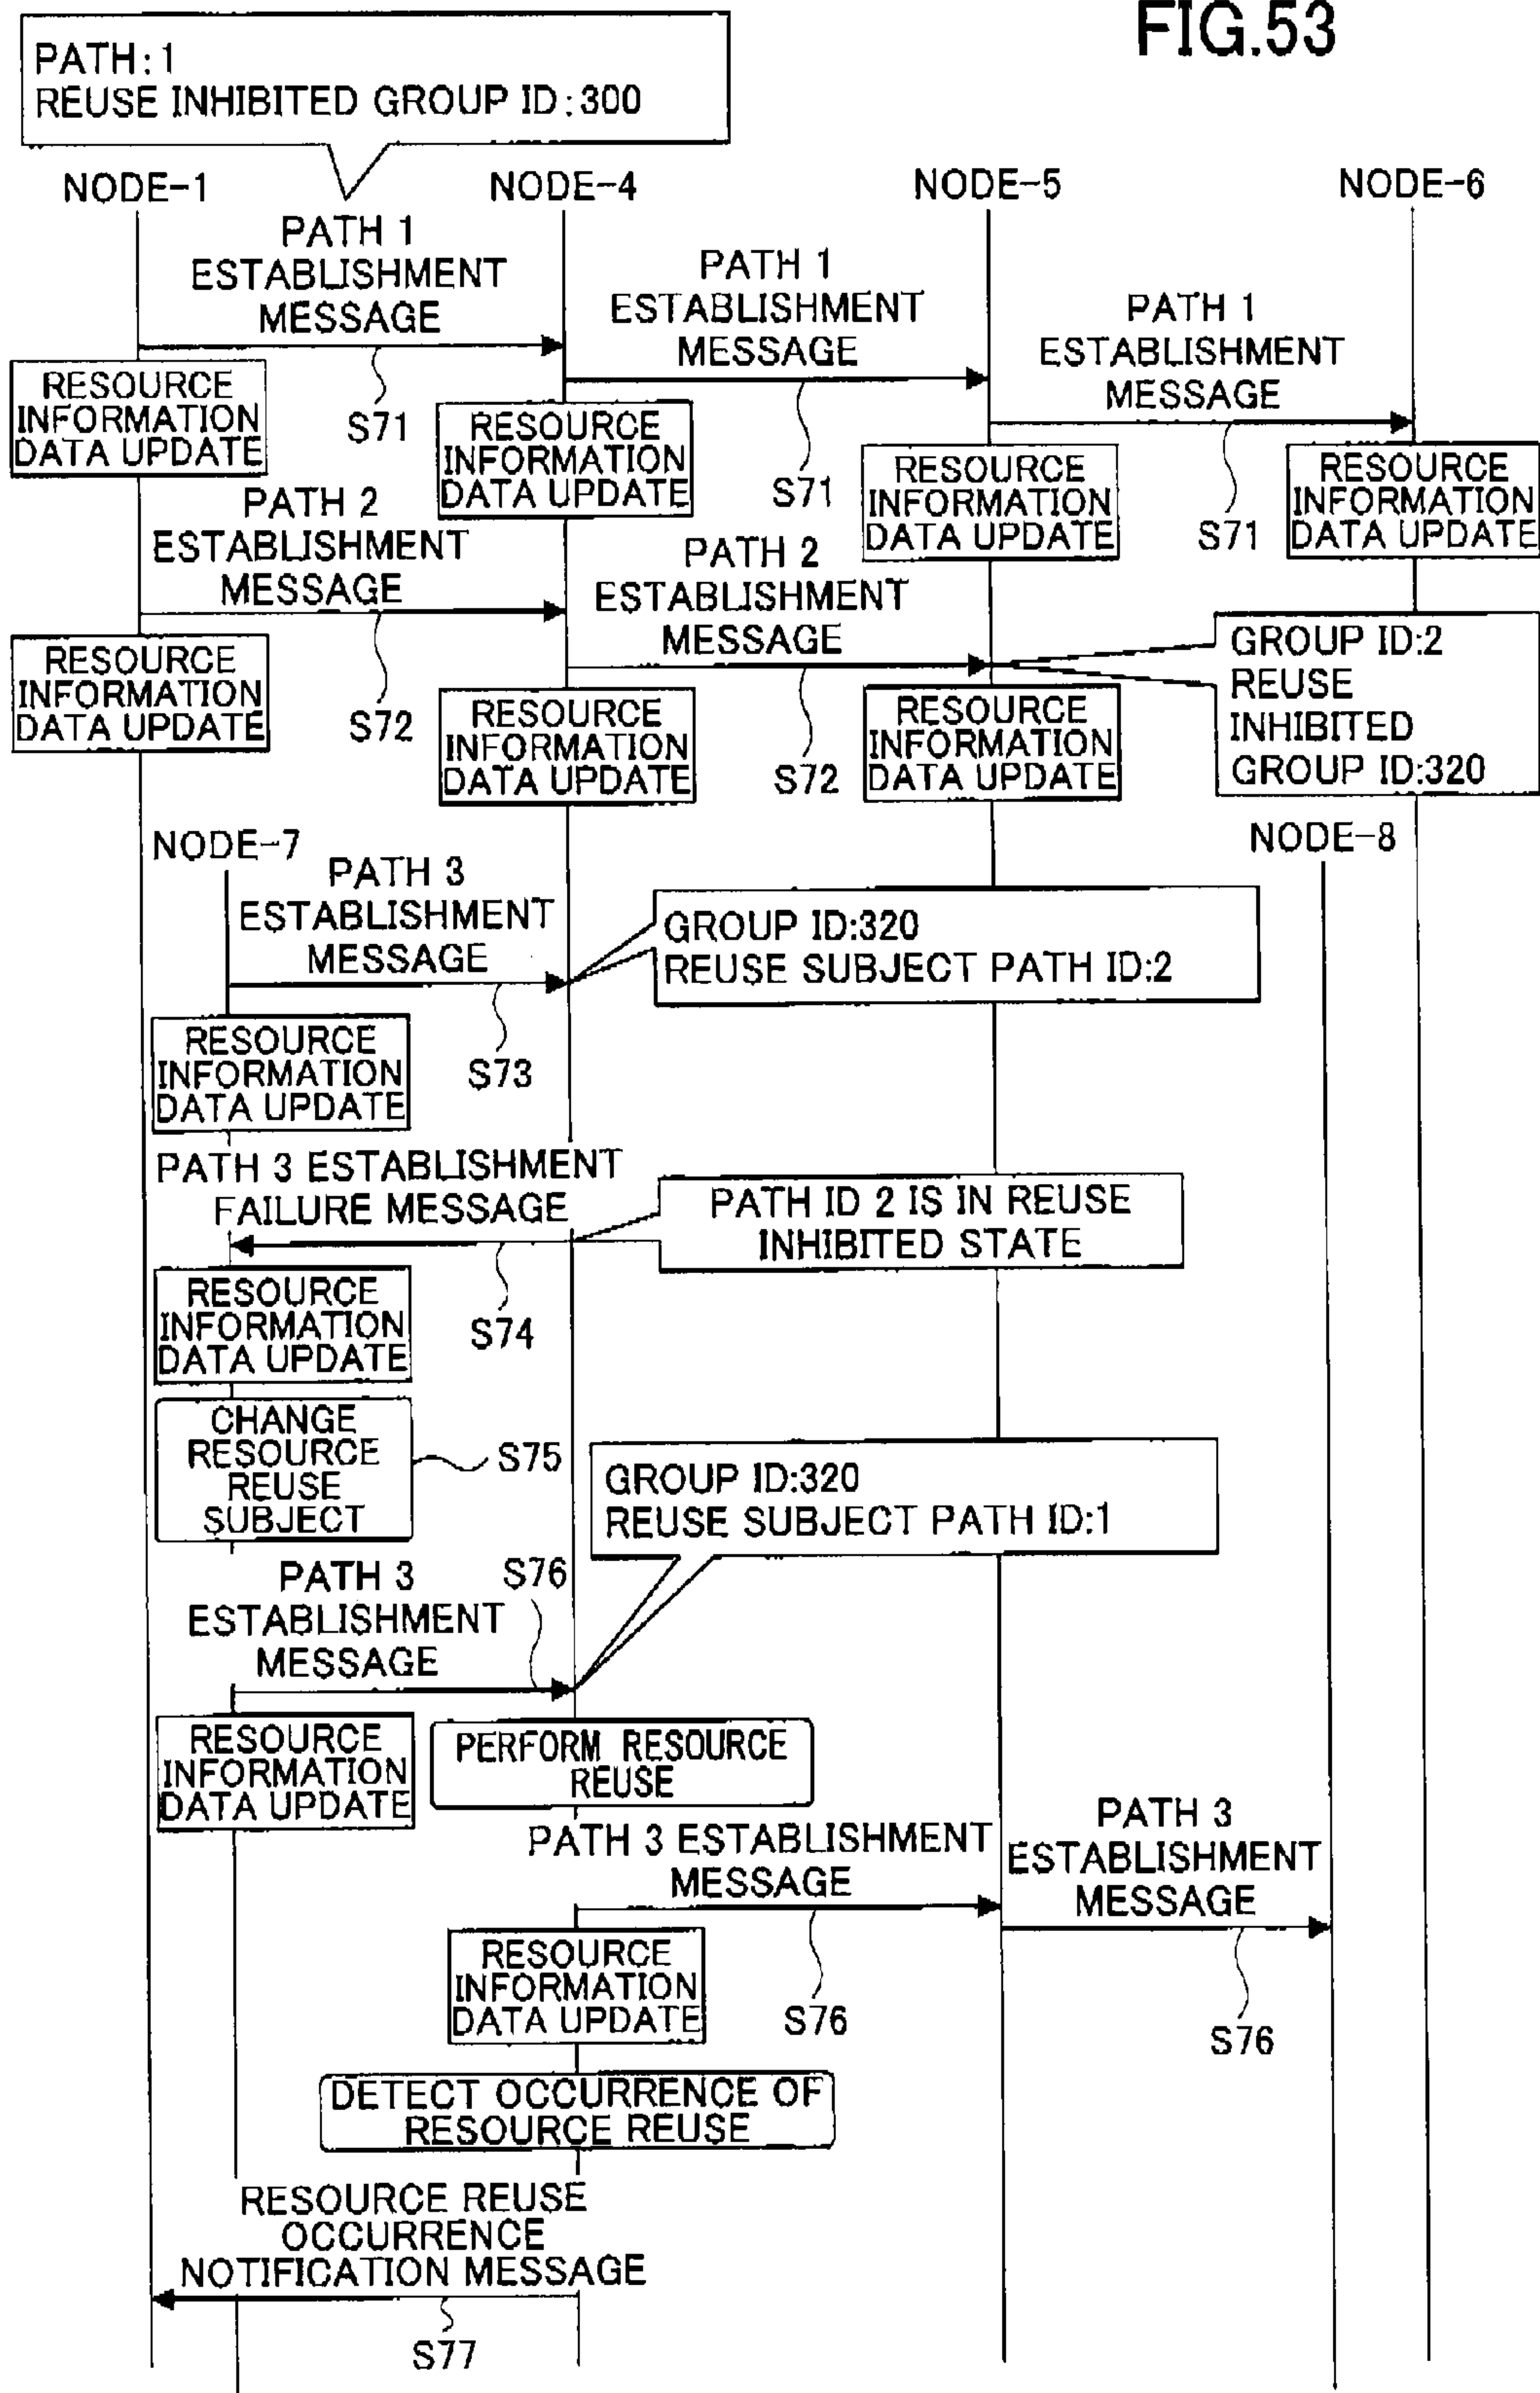 FIG.53
PATH:1
REUSE INHIBITED GROUP ID:300
NODE-1
NODE-4
NODE-5
NODE-6
PATH 1
ESTABLISHMENT
MESSAGE
S71
PATH 1
ESTABLISHMENT
MESSAGE
S71
PATH 1
ESTABLISHMENT
MESSAGE
S71
RESOURCE
INFORMATION
DATA UPDATE
RESOURCE
INFORMATION
DATA UPDATE
RESOURCE
INFORMATION
DATA UPDATE
RESOURCE
INFORMATION
DATA UPDATE
PATH 2
ESTABLISHMENT
MESSAGE
S72
PATH 2
ESTABLISHMENT
MESSAGE
S72
GROUP ID:2
REUSE
INHIBITED
GROUP ID:320
RESOURCE
INFORMATION
DATA UPDATE
RESOURCE
INFORMATION
DATA UPDATE
RESOURCE
INFORMATION
DATA UPDATE
NODE-7
NODE-8
PATH 3
ESTABLISHMENT
MESSAGE
S73
GROUP ID:320
REUSE SUBJECT PATH ID:2
RESOURCE
INFORMATION
DATA UPDATE
PATH 3 ESTABLISHMENT
FAILURE MESSAGE
S74
PATH ID 2 IS IN REUSE
INHIBITED STATE
RESOURCE
INFORMATION
DATA UPDATE
CHANGE
RESOURCE
REUSE
SUBJECT
S75
GROUP ID:320
REUSE SUBJECT PATH ID:1
PATH 3
ESTABLISHMENT
MESSAGE
S76
RESOURCE
INFORMATION
DATA UPDATE
PERFORM RESOURCE
REUSE
PATH 3 ESTABLISHMENT
MESSAGE
S76
PATH 3
ESTABLISHMENT
MESSAGE
S76
RESOURCE
INFORMATION
DATA UPDATE
DETECT OCCURRENCE OF
RESOURCE REUSE
RESOURCE REUSE
OCCURRENCE
NOTIFICATION MESSAGE
S77